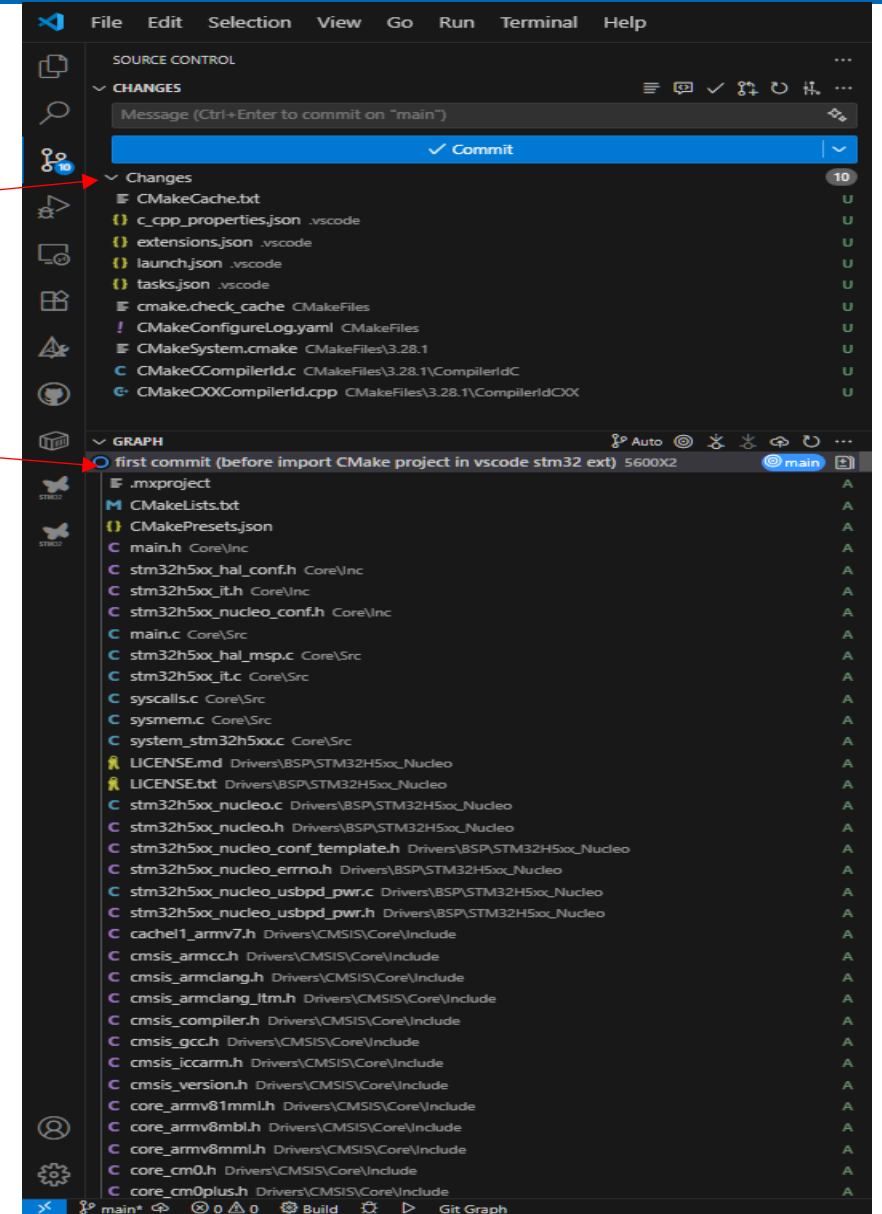 File Edit Selection View Go Run Terminal Help
SOURCE CONTROL
CHANGES
Message (Ctrl+Enter to commit on "main")
Commit
Changes 10
CMakeCache.txt U
c_cpp_properties.json .vscode U
extensions.json .vscode U
launch.json .vscode U
tasks.json .vscode U
cmake.check_cache CMakeFiles U
CMakeConfigureLog.yaml CMakeFiles U
CMakeSystem.cmake CMakeFiles\3.28.1 U
CMakeCCompilerId.c CMakeFiles\3.28.1\CompilerIdC U
CMakeCXXCompilerId.cpp CMakeFiles\3.28.1\CompilerIdCXX U
GRAPH Auto
first commit (before import CMake project in vscode stm32 ext) 5600X2 main
.mxproject A
CMakeLists.txt A
CMakePresets.json A
main.h Core\Inc A
stm32h5xx_hal_conf.h Core\Inc A
stm32h5xx_it.h Core\Inc A
stm32h5xx_nucleo_conf.h Core\Inc A
main.c Core\Src A
stm32h5xx_hal_msp.c Core\Src A
stm32h5xx_it.c Core\Src A
syscalls.c Core\Src A
sysmem.c Core\Src A
system_stm32h5xx.c Core\Src A
LICENSE.md Drivers\BSP\STM32H5xx_Nucleo A
LICENSE.txt Drivers\BSP\STM32H5xx_Nucleo A
stm32h5xx_nucleo.c Drivers\BSP\STM32H5xx_Nucleo A
stm32h5xx_nucleo.h Drivers\BSP\STM32H5xx_Nucleo A
stm32h5xx_nucleo_conf_template.h Drivers\BSP\STM32H5xx_Nucleo A
stm32h5xx_nucleo_errno.h Drivers\BSP\STM32H5xx_Nucleo A
stm32h5xx_nucleo_usbpd_pwr.c Drivers\BSP\STM32H5xx_Nucleo A
stm32h5xx_nucleo_usbpd_pwr.h Drivers\BSP\STM32H5xx_Nucleo A
cachel1_armv7.h Drivers\CMSIS\Core\Include A
cmsis_armcc.h Drivers\CMSIS\Core\Include A
cmsis_armclang.h Drivers\CMSIS\Core\Include A
cmsis_armclang_ltm.h Drivers\CMSIS\Core\Include A
cmsis_compiler.h Drivers\CMSIS\Core\Include A
cmsis_gcc.h Drivers\CMSIS\Core\Include A
cmsis_iccarm.h Drivers\CMSIS\Core\Include A
cmsis_version.h Drivers\CMSIS\Core\Include A
core_armv81mml.h Drivers\CMSIS\Core\Include A
core_armv8mbl.h Drivers\CMSIS\Core\Include A
core_armv8mml.h Drivers\CMSIS\Core\Include A
core_cm0.h Drivers\CMSIS\Core\Include A
core_cm0plus.h Drivers\CMSIS\Core\Include A
10
STM32
STM32
main* 0 0 Build Git Graph